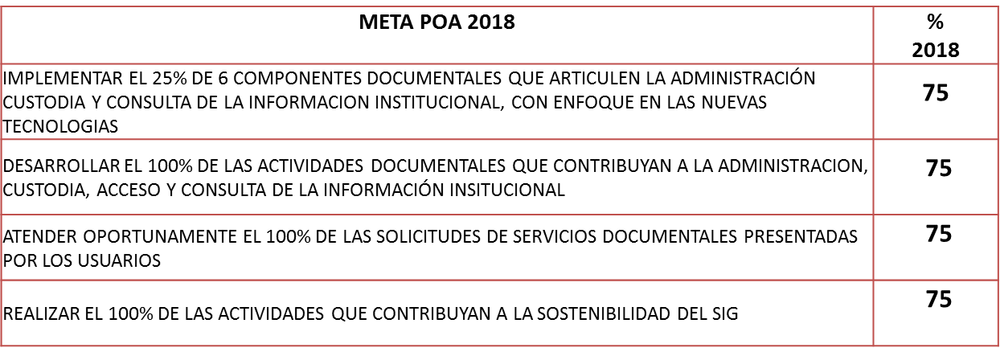 META POA 2018
%
2018
IMPLEMENTAR EL 25% DE 6 COMPONENTES DOCUMENTALES QUE ARTICULEN LA ADMINISTRACIÓN
CUSTODIA Y CONSULTA DE LA INFORMACION INSTITUCIONAL, CON ENFOQUE EN LAS NUEVAS
TECNOLOGIAS
75
DESARROLLAR EL 100% DE LAS ACTIVIDADES DOCUMENTALES QUE CONTRIBUYAN A LA ADMINISTRACION,
CUSTODIA, ACCESO Y CONSULTA DE LA INFORMACIÓN INSITUCIONAL
75
ATENDER OPORTUNAMENTE EL 100% DE LAS SOLICITUDES DE SERVICIOS DOCUMENTALES PRESENTADAS
POR LOS USUARIOS
75
REALIZAR EL 100% DE LAS ACTIVIDADES QUE CONTRIBUYAN A LA SOSTENIBILIDAD DEL SIG
75